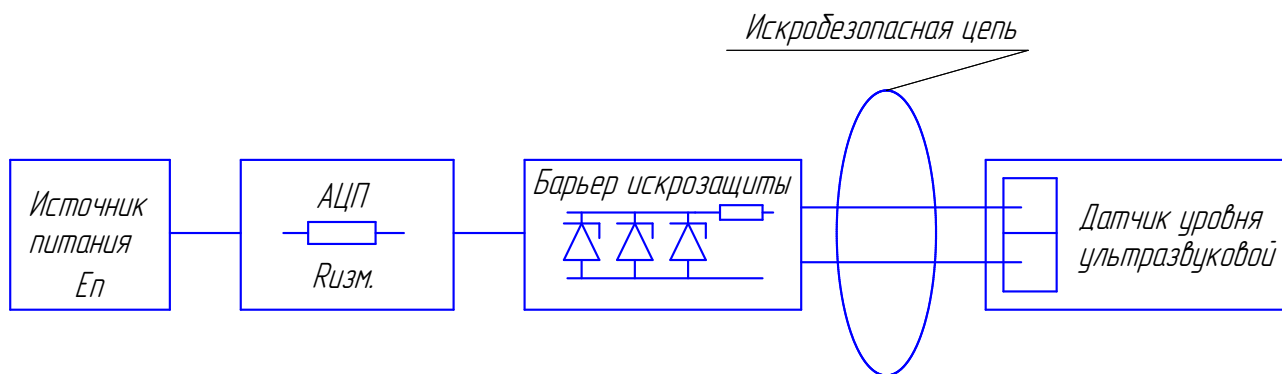 Искробезопасная цепь
Источник
питания
Еп
АЦП
Rизм.
Барьер искрозащиты
Датчик уровня
ультразвуковой